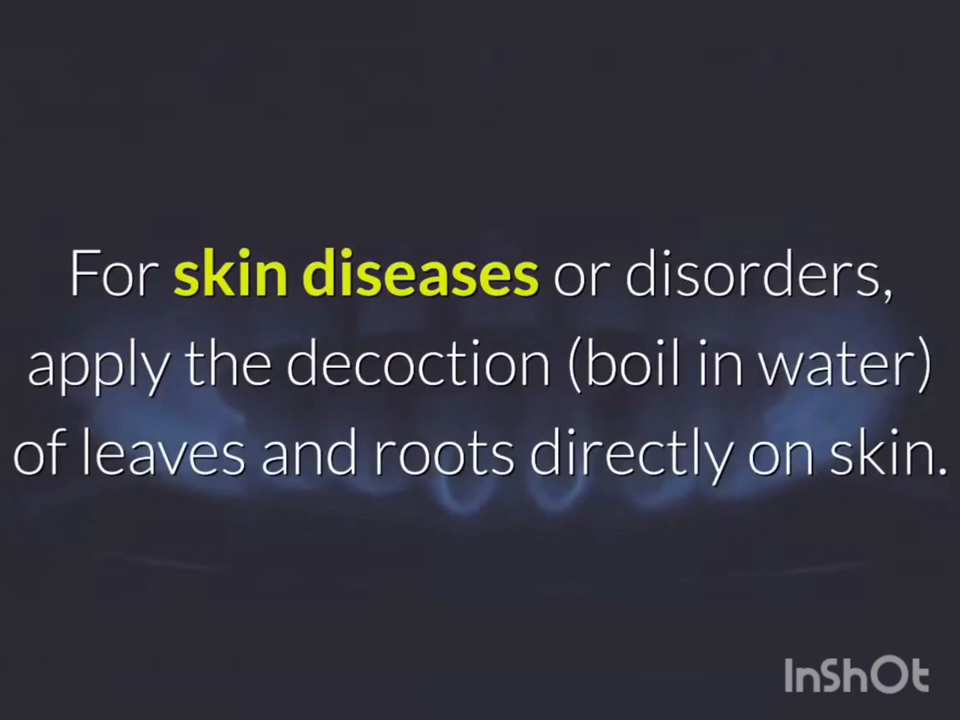 For skin diseases or disorders,
apply the decoction (boil in water)
of leaves and roots directly on skin.
InShOt